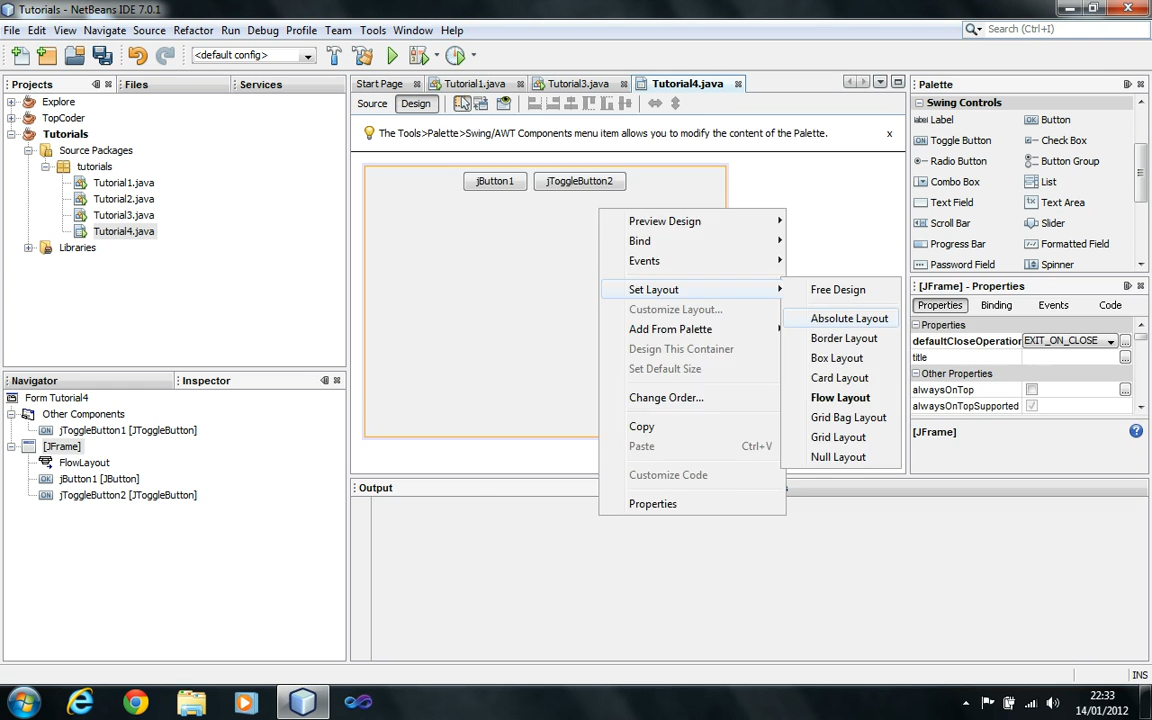 Tutorials - NetBeans IDE 7.0.1
File Edit View Navigate Source Refactor Run Debug Profile Team Tools Window Help
Search (Ctrl+I)
<default config>
Projects Files Services
Explore
TopCoder
Tutorials
Source Packages
tutorials
Tutorial1.java
Tutorial2.java
Tutorial3.java
Tutorial4.java
Libraries
Navigator Inspector
Form Tutorial4
Other Components
jToggleButton1 [JToggleButton]
[JFrame]
FlowLayout
jButton1 [JButton]
jToggleButton2 [JToggleButton]
Start Page Tutorial1.java Tutorial3.java Tutorial4.java
Source Design
The Tools>Palette>Swing/AWT Components menu item allows you to modify the content of the Palette. x
jButton1 jToggleButton2
Preview Design
Bind
Events
Set Layout
Customize Layout...
Add From Palette
Design This Container
Set Default Size
Change Order...
Copy
Paste Ctrl+V
Customize Code
Properties
Free Design
Absolute Layout
Border Layout
Box Layout
Card Layout
Flow Layout
Grid Bag Layout
Grid Layout
Null Layout
Output
Palette
Swing Controls
label Label OK Button
ON Toggle Button Check Box
Radio Button Button Group
Combo Box List
Text Field Text Area
Scroll Bar Slider
Progress Bar Formatted Field
Password Field Spinner
[JFrame] - Properties
Properties Binding Events Code
Properties
defaultCloseOperation EXIT_ON_CLOSE ...
title ...
Other Properties
alwaysOnTop ...
alwaysOnTopSupported
[JFrame]
INS
22:33
14/01/2012